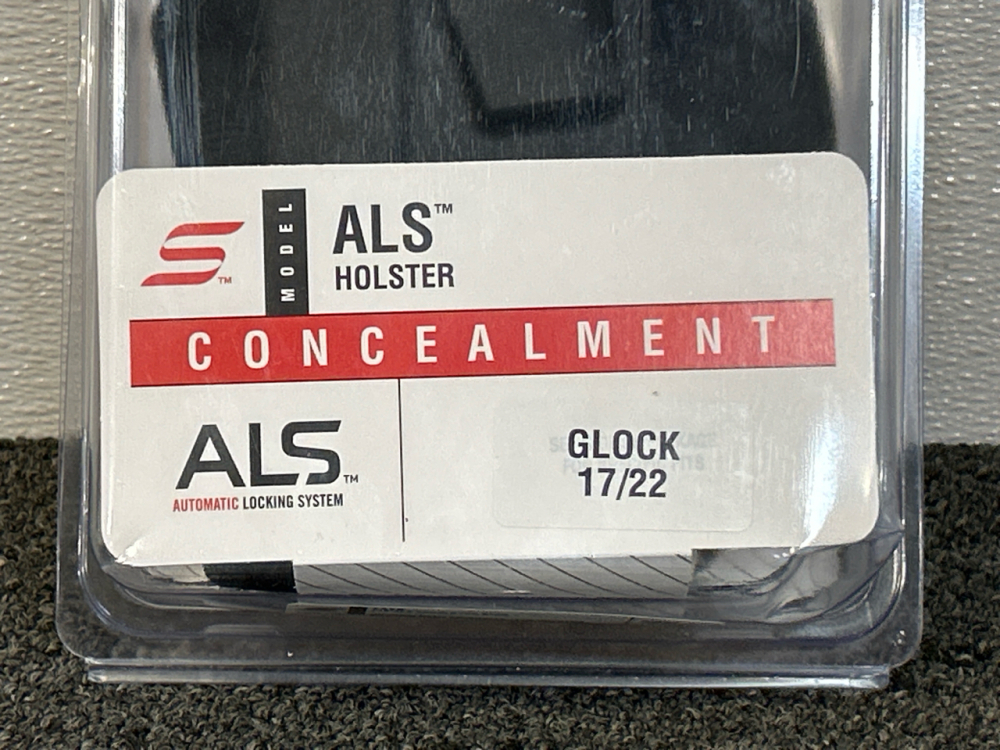 MODEL
ALS™
HOLSTER
CONCEALMENT
ALS™
AUTOMATIC LOCKING SYSTEM
GLOCK
17/22